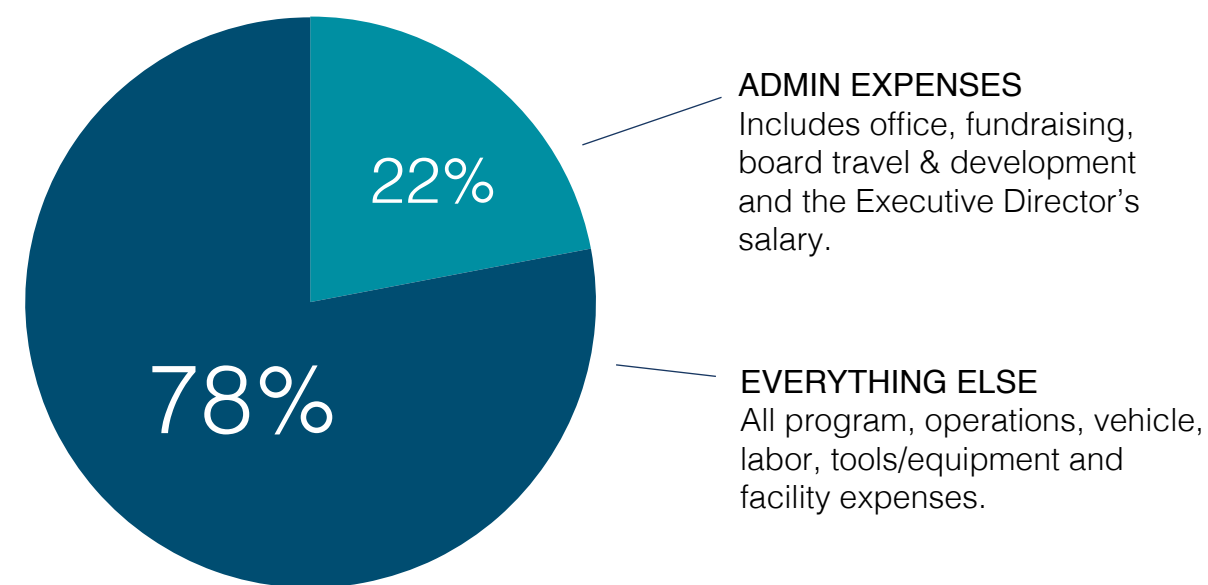 22%
ADMIN EXPENSES
Includes office, fundraising,
board travel & development
and the Executive Director’s
salary.
78%
EVERYTHING ELSE
All program, operations, vehicle,
labor, tools/equipment and
facility expenses.